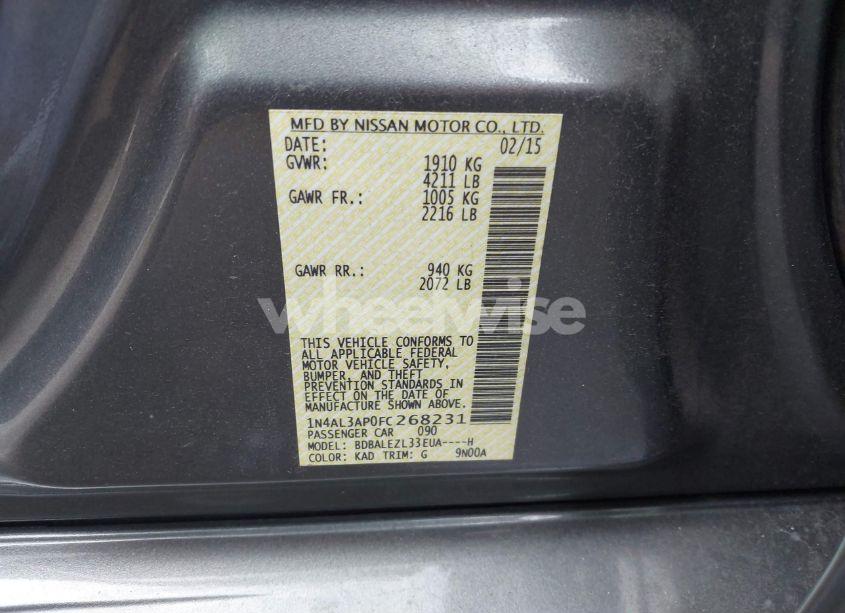 MFD BY NISSAN MOTOR CO., LTD.
DATE: 02/15
GVWR: 1910 KG
4211 LB
GAWR FR.: 1005 KG
2216 LB
GAWR RR.: 940 KG
2072 LB
wheelwise
THIS VEHICLE CONFORMS TO
ALL APPLICABLE FEDERAL
MOTOR VEHICLE SAFETY,
BUMPER, AND THEFT
PREVENTION STANDARDS IN
EFFECT ON THE DATE OF
MANUFACTURE SHOWN ABOVE.
1N4AL3AP0FC268231
PASSENGER CAR 090
MODEL: BDBALEZL33EUA----H
COLOR: KAD TRIM: G 9N00A